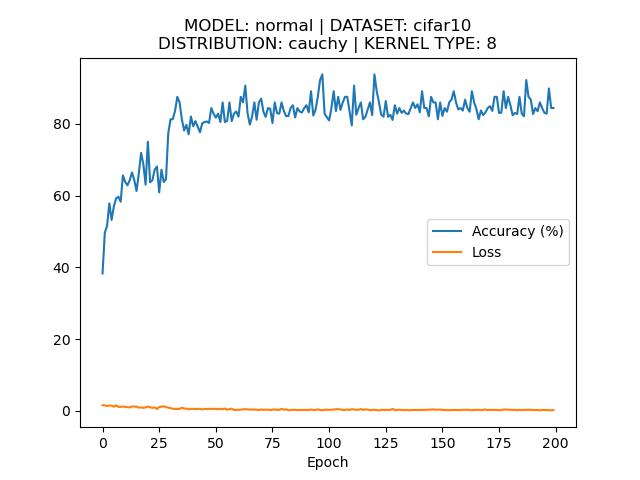 MODEL: normal | DATASET: cifar10
DISTRIBUTION: cauchy | KERNEL TYPE: 8
80
60
40
20
0
Accuracy (%)
Loss
0 25 50 75 100 125 150 175 200
Epoch